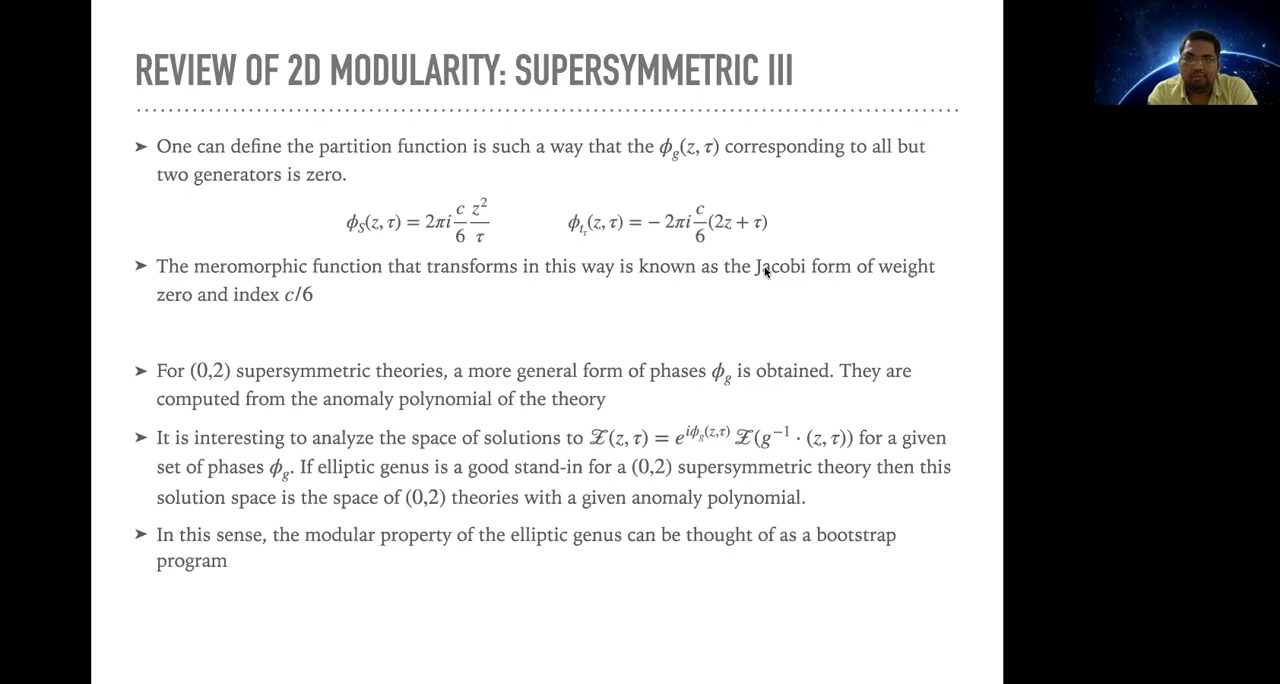 REVIEW OF 2D MODULARITY: SUPERSYMMETRIC III
➤ One can define the partition function is such a way that the ϕ_g(z, τ) corresponding to all but
two generators is zero.
ϕ_S(z, τ) = 2πi c/6 z²/τ    ϕ_{t_τ}(z, τ) = − 2πi c/6 (2z + τ)
➤ The meromorphic function that transforms in this way is known as the Jacobi form of weight
zero and index c/6
➤ For (0,2) supersymmetric theories, a more general form of phases ϕ_g is obtained. They are
computed from the anomaly polynomial of the theory
➤ It is interesting to analyze the space of solutions to 𝒵(z, τ) = e^{iϕ_g(z,τ)} 𝒵(g^{−1} · (z, τ)) for a given
set of phases ϕ_g. If elliptic genus is a good stand-in for a (0,2) supersymmetric theory then this
solution space is the space of (0,2) theories with a given anomaly polynomial.
➤ In this sense, the modular property of the elliptic genus can be thought of as a bootstrap
program